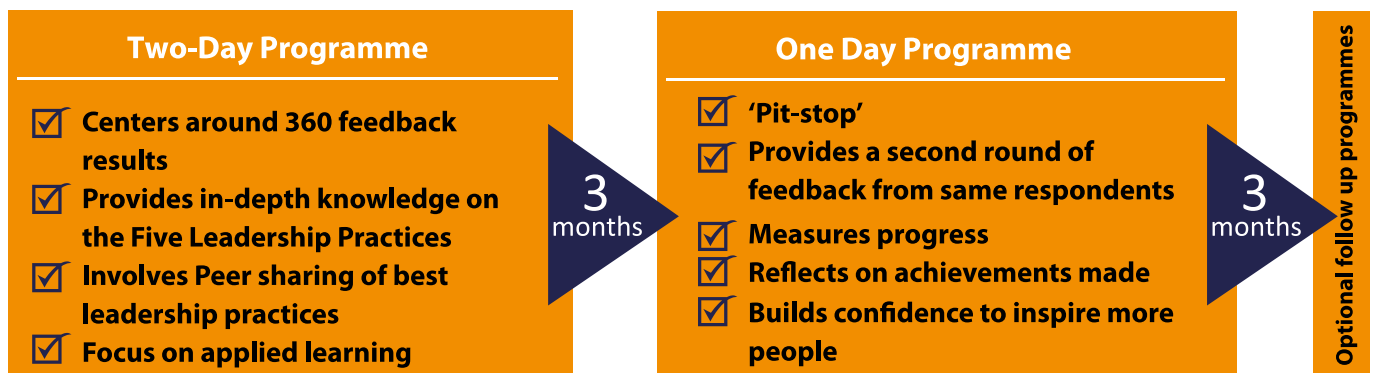 Two-Day Programme
Centers around 360 feedback
results
Provides in-depth knowledge on
the Five Leadership Practices
Involves Peer sharing of best
leadership practices
Focus on applied learning
3
months
One Day Programme
‘Pit-stop’
Provides a second round of
feedback from same respondents
Measures progress
Reflects on achievements made
Builds confidence to inspire more
people
3
months
Optional follow up programmes